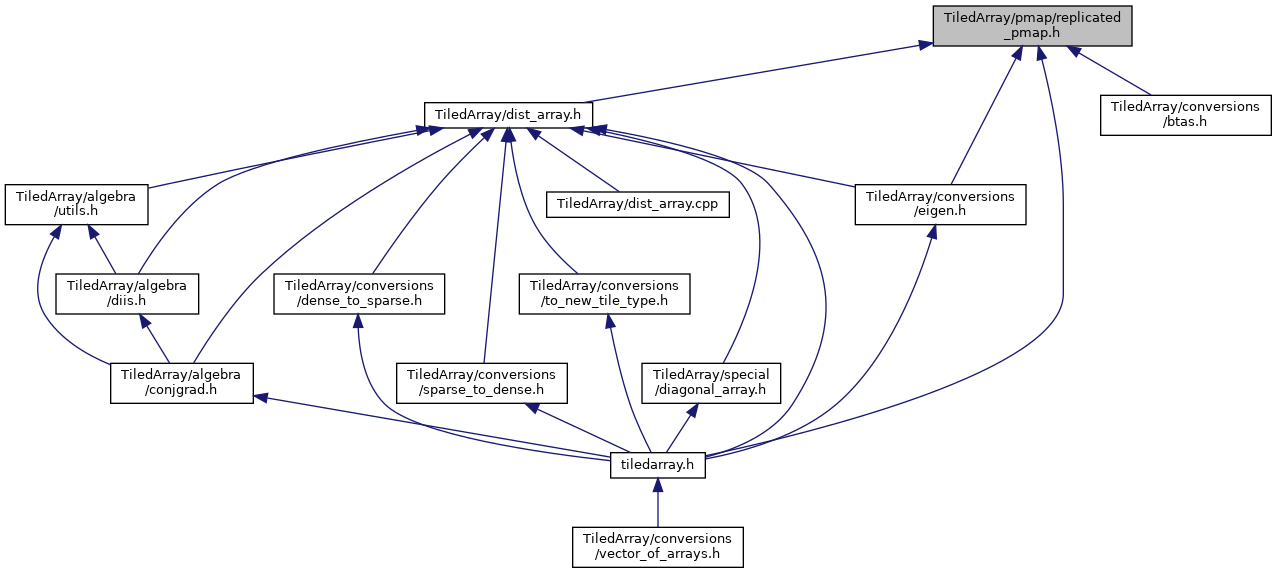 TiledArray/pmap/replicated
_pmap.h
TiledArray/dist_array.h
TiledArray/conversions
/btas.h
TiledArray/algebra
/utils.h
TiledArray/dist_array.cpp
TiledArray/conversions
/eigen.h
TiledArray/algebra
/diis.h
TiledArray/conversions
/dense_to_sparse.h
TiledArray/conversions
/to_new_tile_type.h
TiledArray/algebra
/conjgrad.h
TiledArray/conversions
/sparse_to_dense.h
TiledArray/special
/diagonal_array.h
tiledarray.h
TiledArray/conversions
/vector_of_arrays.h